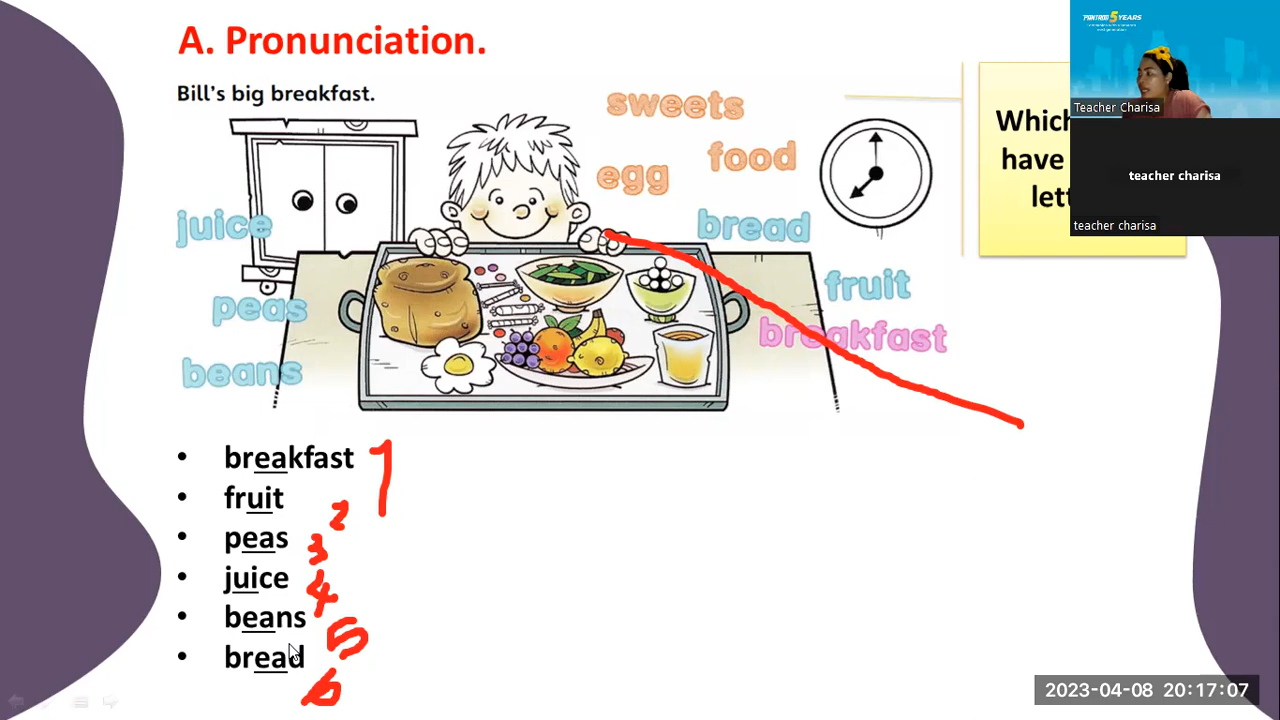 A. Pronunciation.
Bill's big breakfast.
sweets
food
egg
juice
bread
peas
fruit
breakfast
beans
Which
have
lett
5 YEARS
Teacher Charisa
teacher charisa
teacher charisa
• breakfast 1
• fruit 2
• peas 3
• juice 4
• beans 5
• bread 6
2023-04-08 20:17:07